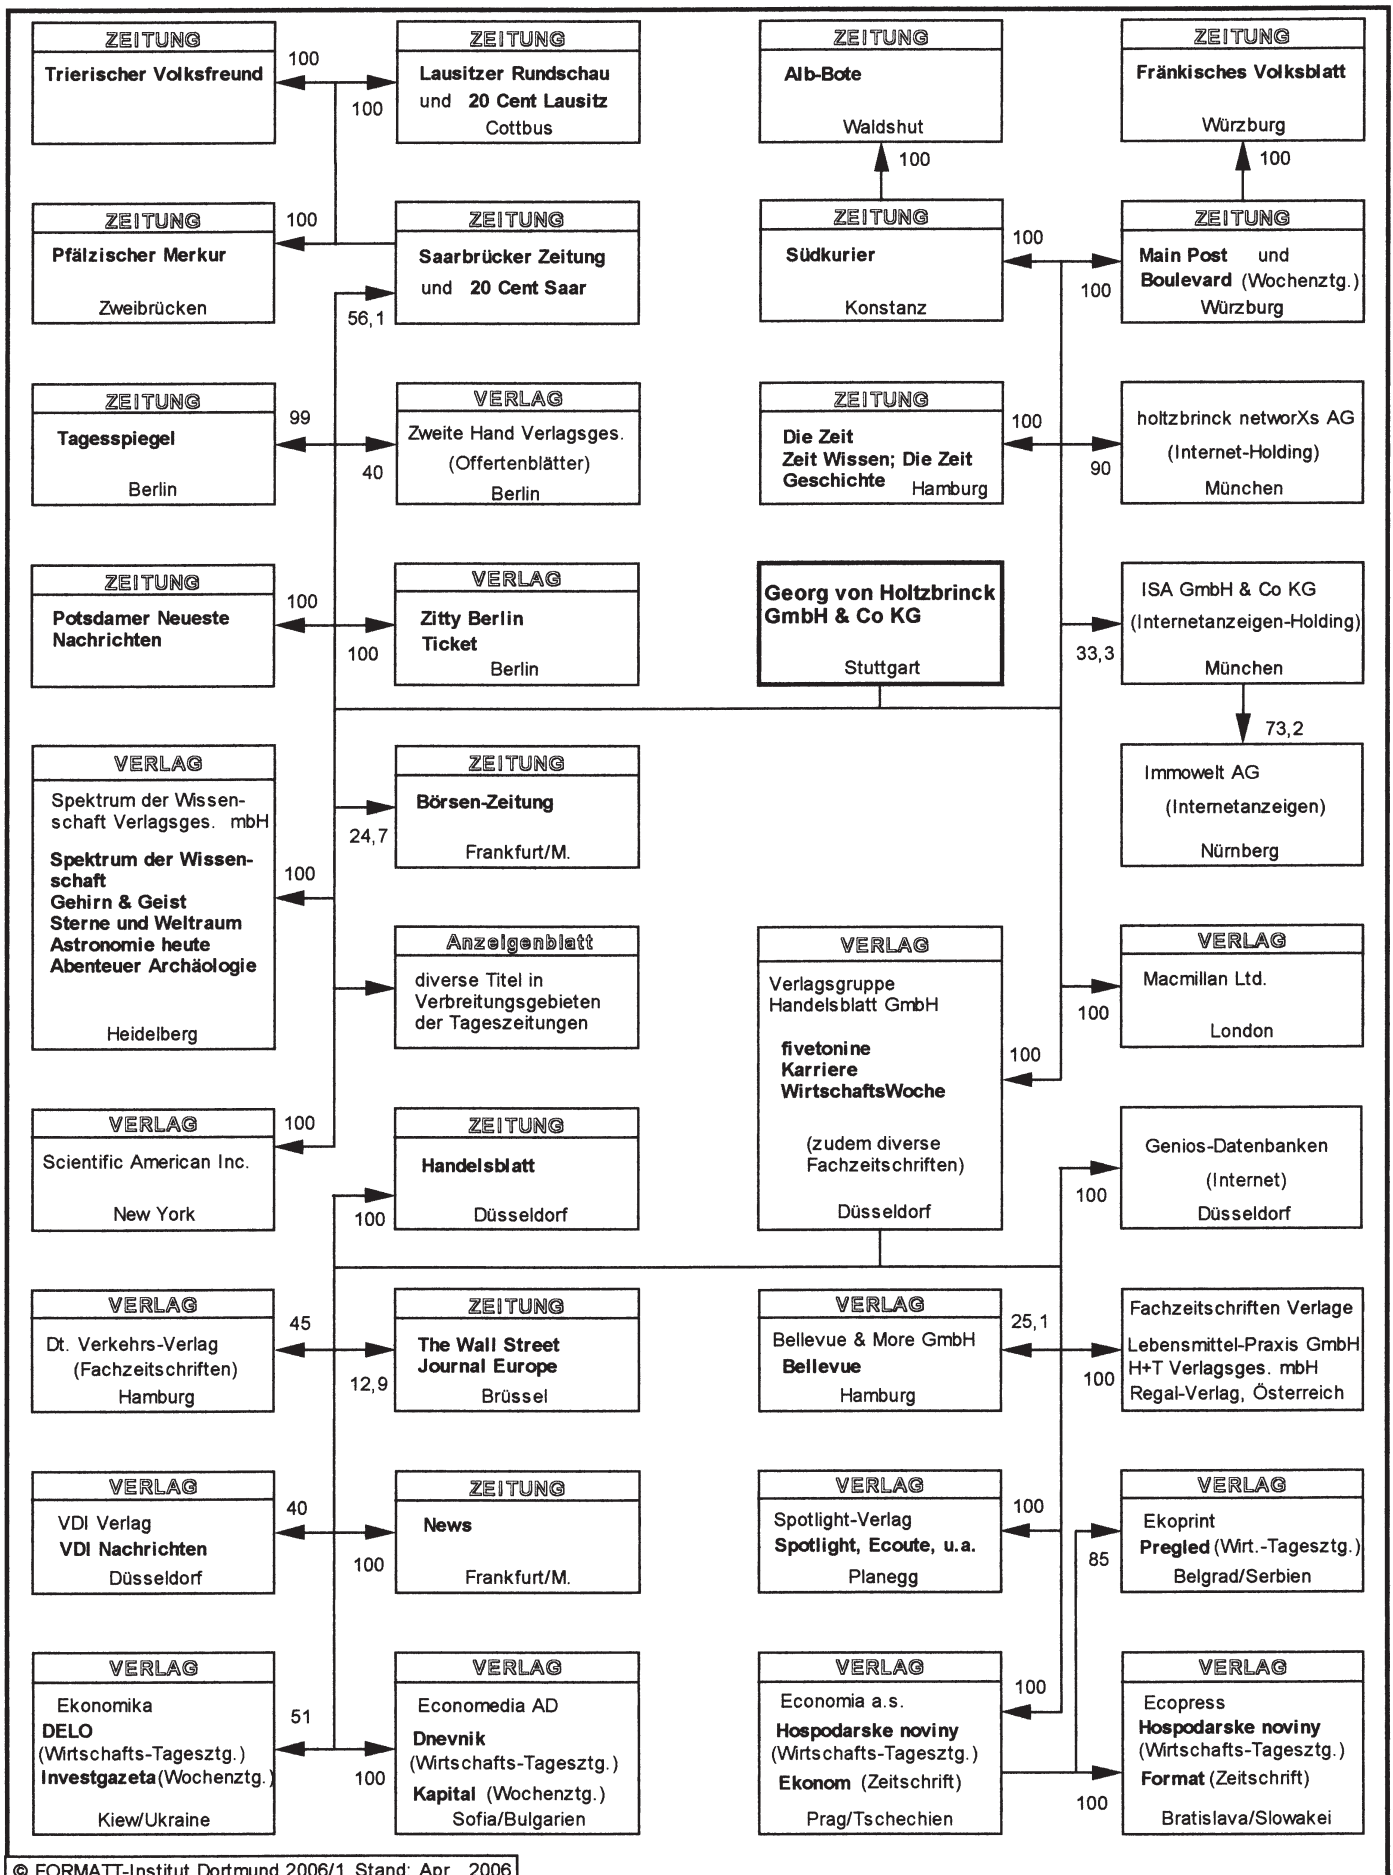 ZEITUNG
Trierischer Volksfreund
100
100
ZEITUNG
Lausitzer Rundschau
und 20 Cent Lausitz
Cottbus
ZEITUNG
Alb-Bote
Waldshut
100
ZEITUNG
Fränkisches Volksblatt
Würzburg
100
ZEITUNG
Pfälzischer Merkur
Zweibrücken
100
ZEITUNG
Saarbrücker Zeitung
und 20 Cent Saar
56,1
ZEITUNG
Südkurier
Konstanz
100
100
ZEITUNG
Main Post und
Boulevard (Wochenztg.)
Würzburg
ZEITUNG
Tagesspiegel
Berlin
99
40
VERLAG
Zweite Hand Verlagsges.
(Offertenblätter)
Berlin
ZEITUNG
Die Zeit
Zeit Wissen; Die Zeit
Geschichte Hamburg
100
90
holtzbrinck networXs AG
(Internet-Holding)
München
ZEITUNG
Potsdamer Neueste
Nachrichten
100
100
VERLAG
Zitty Berlin
Ticket
Berlin
Georg von Holtzbrinck
GmbH & Co KG
Stuttgart
33,3
ISA GmbH & Co KG
(Internetanzeigen-Holding)
München
73,2
VERLAG
Spektrum der Wissen-
schaft Verlagsges. mbH
Spektrum der Wissen-
schaft
Gehirn & Geist
Sterne und Weltraum
Astronomie heute
Abenteuer Archäologie
Heidelberg
100
24,7
ZEITUNG
Börsen-Zeitung
Frankfurt/M.
Immowelt AG
(Internetanzeigen)
Nürnberg
Anzeigenblatt
diverse Titel in
Verbreitungsgebieten
der Tageszeitungen
VERLAG
Verlagsgruppe
Handelsblatt GmbH
fivetonine
Karriere
WirtschaftsWoche
(zudem diverse
Fachzeitschriften)
Düsseldorf
100
100
VERLAG
Macmillan Ltd.
London
VERLAG
Scientific American Inc.
New York
100
100
ZEITUNG
Handelsblatt
Düsseldorf
100
Genios-Datenbanken
(Internet)
Düsseldorf
VERLAG
Dt. Verkehrs-Verlag
(Fachzeitschriften)
Hamburg
45
12,9
ZEITUNG
The Wall Street
Journal Europe
Brüssel
VERLAG
Bellevue & More GmbH
Bellevue
Hamburg
25,1
100
Fachzeitschriften Verlage
Lebensmittel-Praxis GmbH
H+T Verlagsges. mbH
Regal-Verlag, Österreich
VERLAG
VDI Verlag
VDI Nachrichten
Düsseldorf
40
100
ZEITUNG
News
Frankfurt/M.
VERLAG
Spotlight-Verlag
Spotlight, Ecoute, u.a.
Planegg
100
85
VERLAG
Ekoprint
Pregled (Wirt.-Tagesztg.)
Belgrad/Serbien
VERLAG
Ekonomika
DELO
(Wirtschafts-Tagesztg.)
Investgazeta (Wochenztg.)
Kiew/Ukraine
51
100
VERLAG
Economedia AD
Dnevnik
(Wirtschafts-Tagesztg.)
Kapital (Wochenztg.)
Sofia/Bulgarien
VERLAG
Economia a.s.
Hospodarske noviny
(Wirtschafts-Tagesztg.)
Ekonom (Zeitschrift)
Prag/Tschechien
100
100
VERLAG
Ecopress
Hospodarske noviny
(Wirtschafts-Tagesztg.)
Format (Zeitschrift)
Bratislava/Slowakei
© FORMATT-Institut Dortmund 2006/1 Stand: Apr. 2006